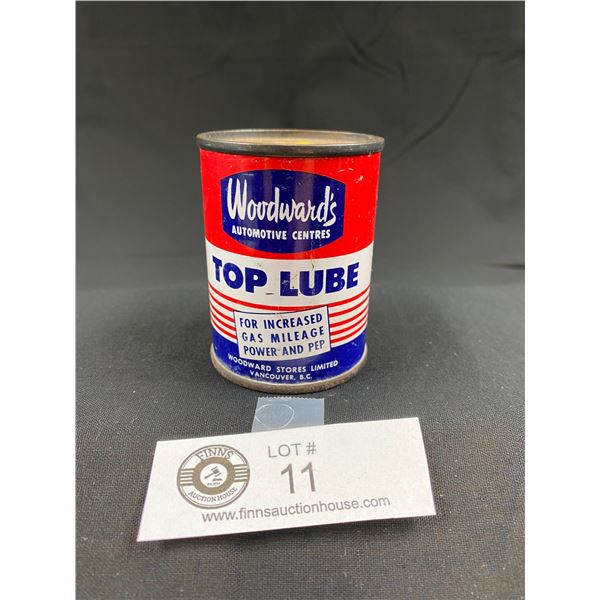 Woodward's
AUTOMOTIVE CENTRES
TOP LUBE
FOR INCREASED
GAS MILEAGE
POWER AND PEP
WOODWARD STORES LIMITED
VANCOUVER, B.C.
FINNS
AUCTION HOUSE
LOT #
11
www.finnsauctionhouse.com